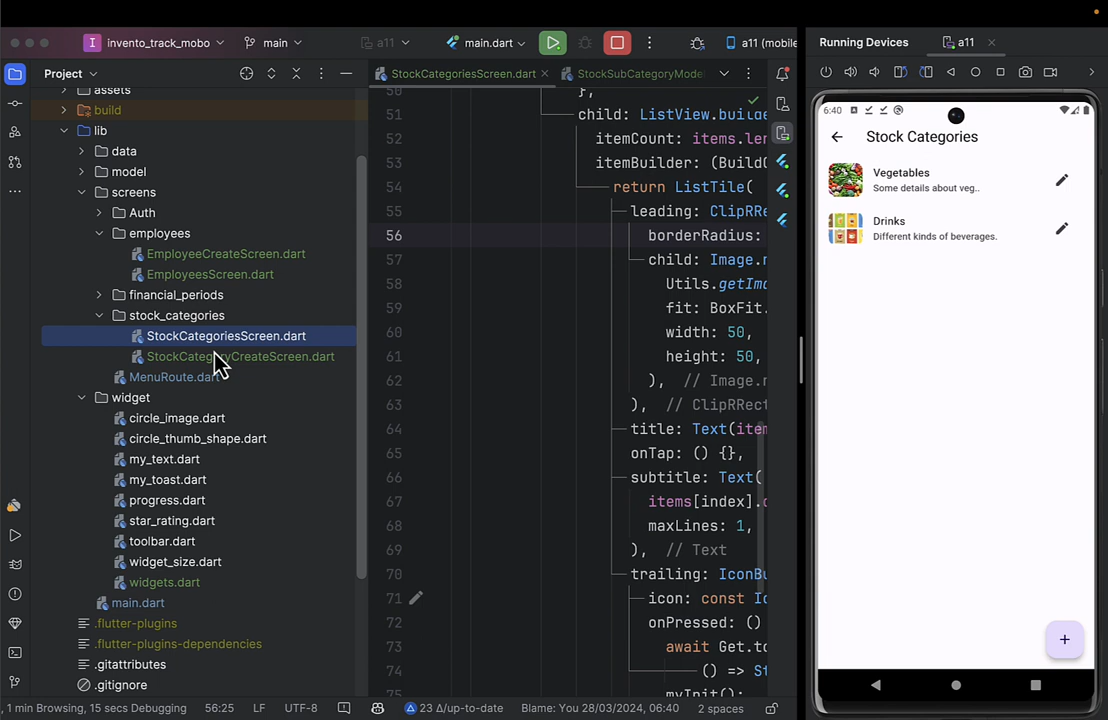 I invento_track_mobo main a11 main.dart a11 (mobile
Running Devices a11
Project
assets
build
lib
data
model
screens
Auth
employees
EmployeeCreateScreen.dart
EmployeesScreen.dart
financial_periods
stock_categories
StockCategoriesScreen.dart
StockCategoryCreateScreen.dart
MenuRoute.dart
widget
circle_image.dart
circle_thumb_shape.dart
my_text.dart
my_toast.dart
progress.dart
star_rating.dart
toolbar.dart
widget_size.dart
widgets.dart
main.dart
.flutter-plugins
.flutter-plugins-dependencies
.gitattributes
.gitignore
StockCategoriesScreen.dart StockSubCategoryModel
50 },
51 child: ListView.builde
52 itemCount: items.len
53 itemBuilder: (BuildC
54 return ListTile(
55 leading: ClipRRe
56 borderRadius:
57 child: Image.n
58 Utils.getIma
59 fit: BoxFit.
60 width: 50,
61 height: 50,
62 ), // Image.n
63 ), // ClipRRect
64 title: Text(item
65 onTap: () {},
66 subtitle: Text(
67 items[index].d
68 maxLines: 1,
69 ), // Text
70 trailing: IconBu
71 icon: const Ic
72 onPressed: ()
73 await Get.to
74 () => St
75 myInit();
6:40
Stock Categories
Vegetables
Some details about veg..
Drinks
Different kinds of beverages.
+
, 1 min Browsing, 15 secs Debugging 56:25 LF UTF-8 23 Δ/up-to-date Blame: You 28/03/2024, 06:40 2 spaces